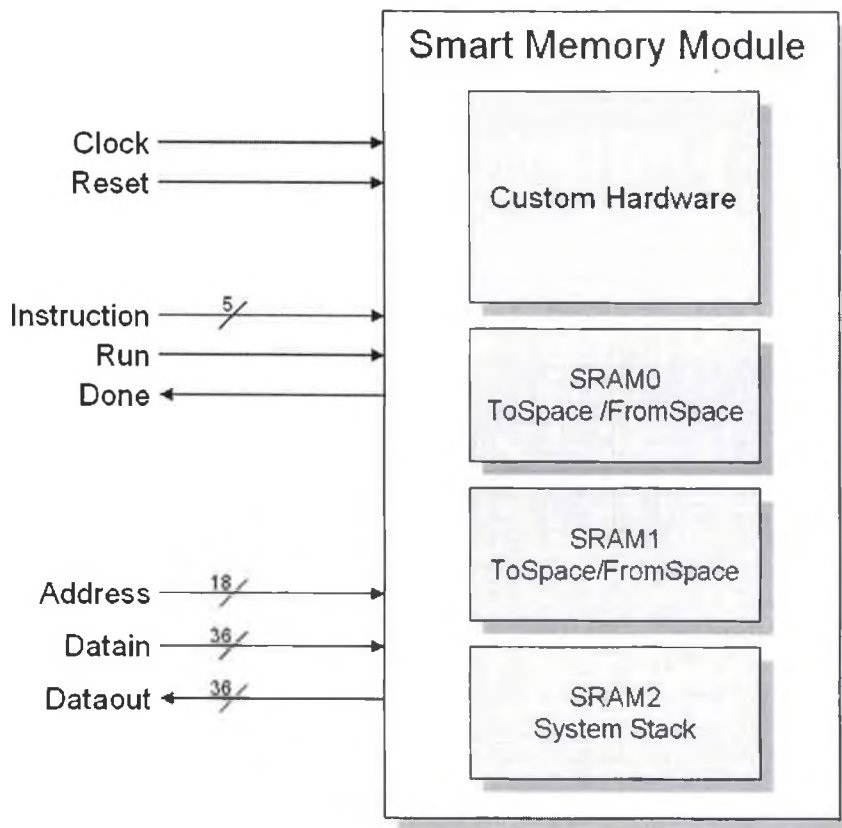 Smart Memory Module
Custom Hardware
Clock
Reset
Instruction 5
Run
Done
SRAM0
ToSpace /FromSpace
SRAM1
ToSpace/FromSpace
Address 18
Datain 36
Dataout 36
SRAM2
System Stack